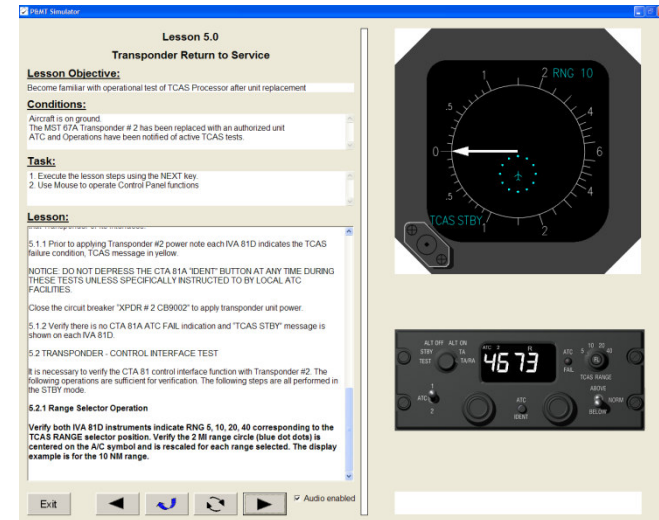 PBMT Simulator
Lesson 5.0
Transponder Return to Service
Lesson Objective:
Become familiar with operational test of TCAS Processor after unit replacement
Conditions:
Aircraft is on ground.
The MST 67A Transponder # 2 has been replaced with an authorized unit
ATC and Operations have been notified of active TCAS tests.
Task:
1. Execute the lesson steps using the NEXT key.
2. Use Mouse to operate Control Panel functions
Lesson:
5.1.1 Prior to applying Transponder #2 power note each IVA 81D indicates the TCAS
failure condition, TCAS message in yellow.
NOTICE: DO NOT DEPRESS THE CTA 81A "IDENT" BUTTON AT ANY TIME DURING
THESE TESTS UNLESS SPECIFICALLY INSTRUCTED TO BY LOCAL ATC
FACILITIES.
Close the circuit breaker "XPDR # 2 CB9002" to apply transponder unit power.
5.1.2 Verify there is no CTA 81A ATC FAIL indication and "TCAS STBY" message is
shown on each IVA 81D.
5.2 TRANSPONDER - CONTROL INTERFACE TEST
It is necessary to verify the CTA 81 control interface function with Transponder #2. The
following operations are sufficient for verification. The following steps are all performed in
the STBY mode.
5.2.1 Range Selector Operation
Verify both IVA 81D instruments indicate RNG 5, 10, 20, 40 corresponding to the
TCAS RANGE selector position. Verify the 2 MI range circle (blue dot dots) is
centered on the A/C symbol and is rescaled for each range selected. The display
example is for the 10 NM range.
Exit
Audio enabled
1 2 RNG 10
.5 4
0 6
.5 4
TCAS STBY 1 2
ALT OFF ALT ON
STBY TA
TEST TA/RA
ATC 2 R
4673
ATC
FAIL
5 10 20 40
TCAS RANGE
ATC 1
2
ATC
IDENT
ABOVE
NORM
BELOW